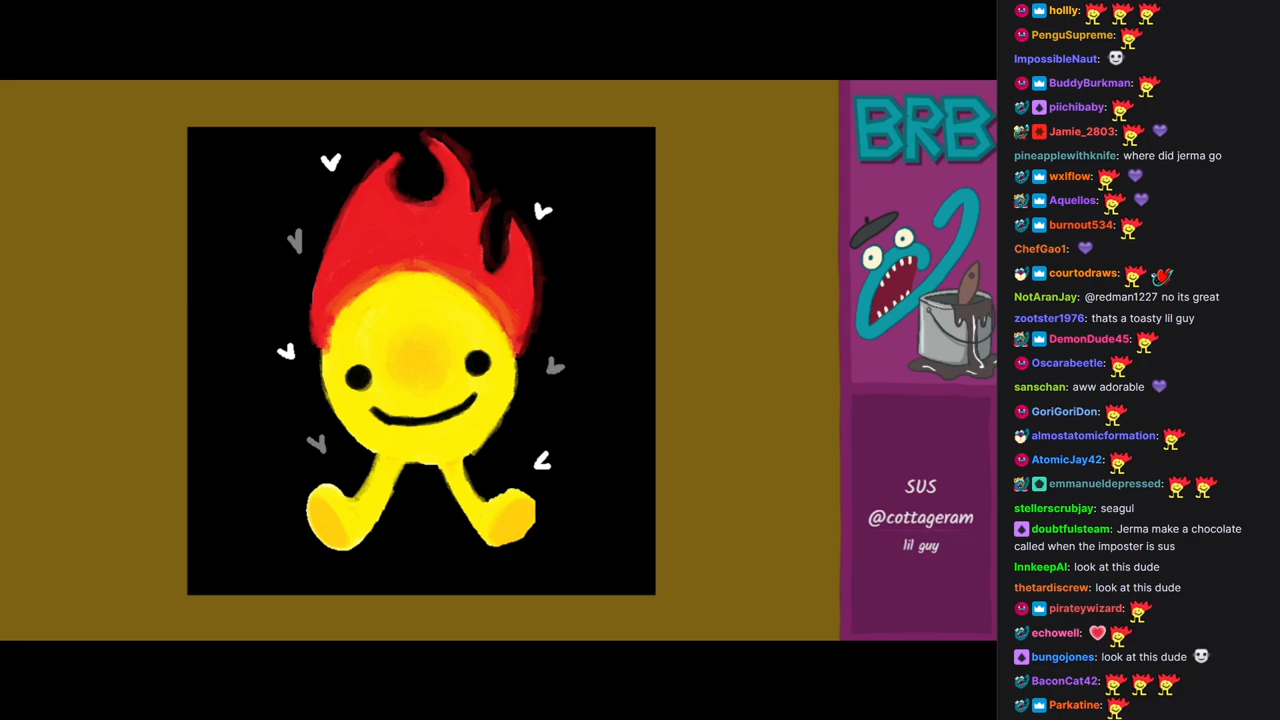 BRB
SUS
@cottageram
lil guy
hollly:
PenguSupreme:
ImpossibleNaut:
BuddyBurkman:
piichibaby:
Jamie_2803:
pineapplewithknife: where did jerma go
wxlflow:
Aquellos:
burnout534:
ChefGao1:
courtodraws:
NotAranJay: @redman1227 no its great
zootster1976: thats a toasty lil guy
DemonDude45:
Oscarabeetle:
sanschan: aww adorable
GoriGoriDon:
almostatomicformation:
AtomicJay42:
emmanueldepressed:
stellerscrubjay: seagul
doubtfulsteam: Jerma make a chocolate
called when the imposter is sus
InnkeepAI: look at this dude
thetardiscrew: look at this dude
pirateywizard:
echowell:
bungojones: look at this dude
BaconCat42:
Parkatine: